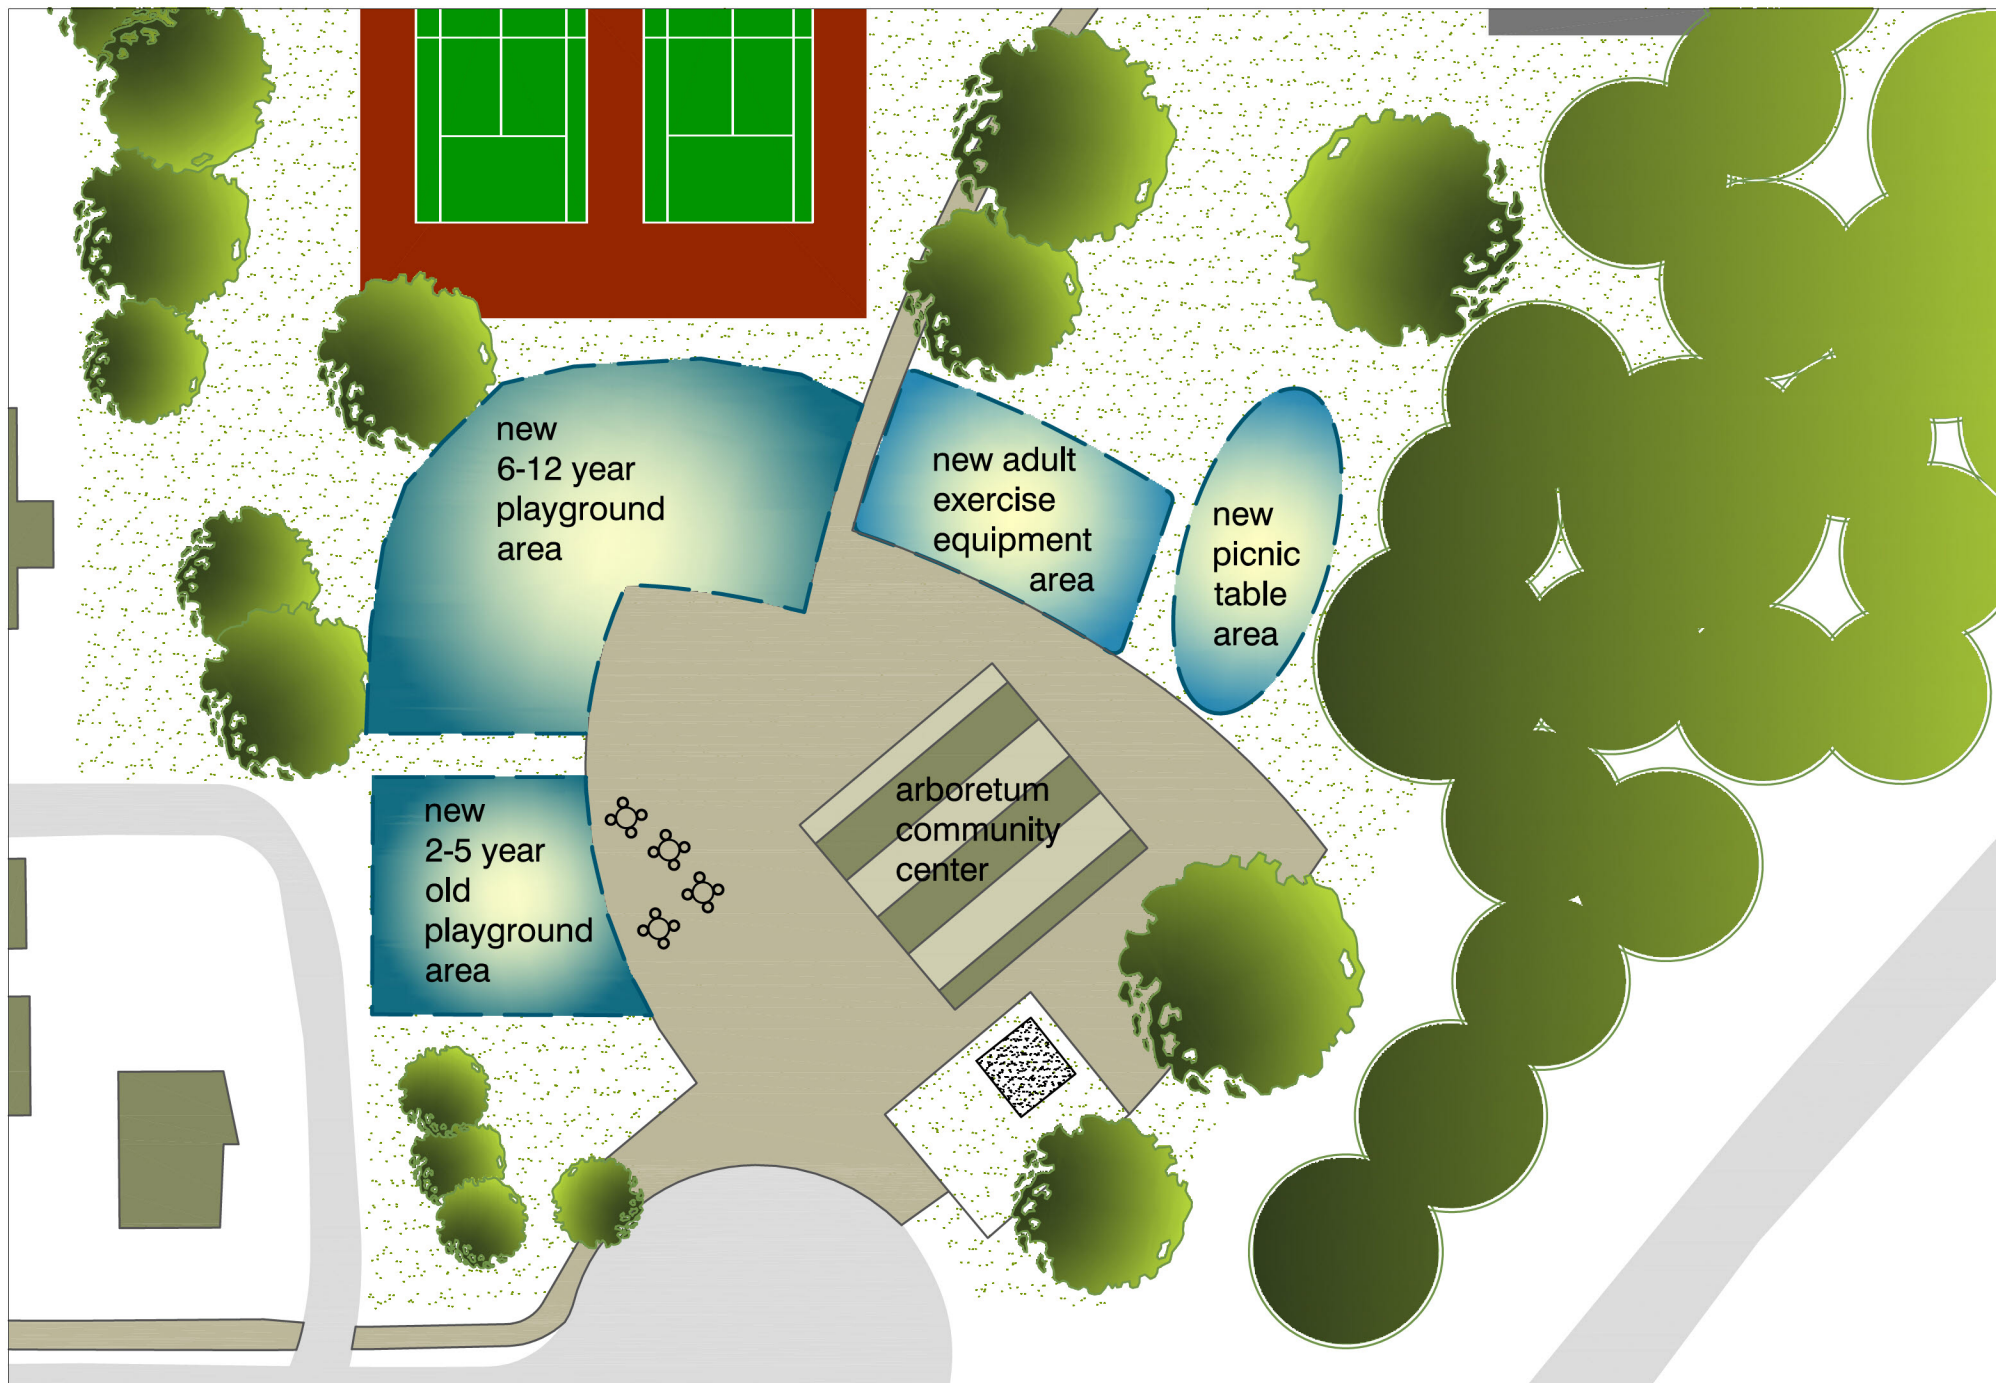 new
6-12 year
playground
area
new adult
exercise
equipment
area
new
picnic
table
area
arboretum
community
center
new
2-5 year
old
playground
area